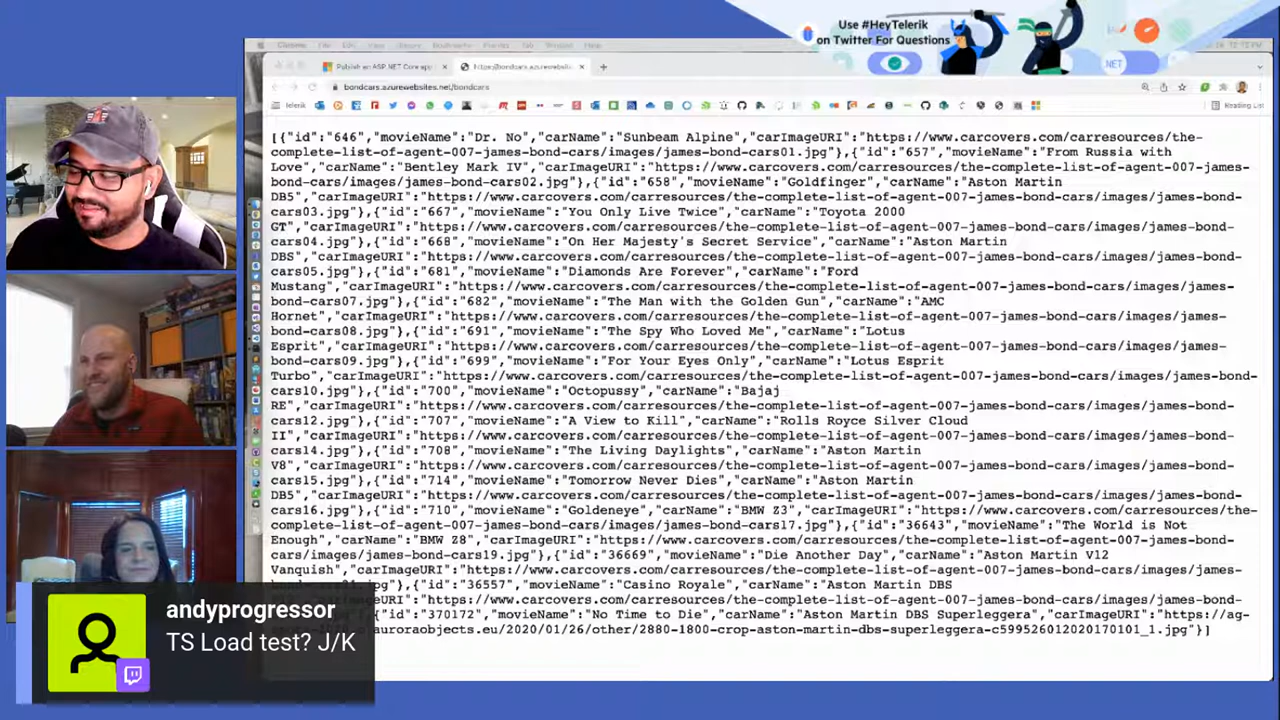 Use #HeyTelerik
on Twitter For Questions
.NET
Chrome File Edit View History Bookmarks Profiles Tab Window Help
Publish an ASP.NET Core app
https://bondcars.azurewebsites
bondcars.azurewebsites.net/bondcars
telerik
Reading List
[{"id":"646","movieName":"Dr. No","carName":"Sunbeam Alpine","carImageURI":"https://www.carcovers.com/carresources/the-
complete-list-of-agent-007-james-bond-cars/images/james-bond-cars01.jpg"},{"id":"657","movieName":"From Russia with
Love","carName":"Bentley Mark IV","carImageURI":"https://www.carcovers.com/carresources/the-complete-list-of-agent-007-james-
bond-cars/images/james-bond-cars02.jpg"},{"id":"658","movieName":"Goldfinger","carName":"Aston Martin
DB5","carImageURI":"https://www.carcovers.com/carresources/the-complete-list-of-agent-007-james-bond-cars/images/james-bond-
cars03.jpg"},{"id":"667","movieName":"You Only Live Twice","carName":"Toyota 2000
GT","carImageURI":"https://www.carcovers.com/carresources/the-complete-list-of-agent-007-james-bond-cars/images/james-bond-
cars04.jpg"},{"id":"668","movieName":"On Her Majesty's Secret Service","carName":"Aston Martin
DBS","carImageURI":"https://www.carcovers.com/carresources/the-complete-list-of-agent-007-james-bond-cars/images/james-bond-
cars05.jpg"},{"id":"681","movieName":"Diamonds Are Forever","carName":"Ford
Mustang","carImageURI":"https://www.carcovers.com/carresources/the-complete-list-of-agent-007-james-bond-cars/images/james-
bond-cars07.jpg"},{"id":"682","movieName":"The Man with the Golden Gun","carName":"AMC
Hornet","carImageURI":"https://www.carcovers.com/carresources/the-complete-list-of-agent-007-james-bond-cars/images/james-
bond-cars08.jpg"},{"id":"691","movieName":"The Spy Who Loved Me","carName":"Lotus
Esprit","carImageURI":"https://www.carcovers.com/carresources/the-complete-list-of-agent-007-james-bond-cars/images/james-
bond-cars09.jpg"},{"id":"699","movieName":"For Your Eyes Only","carName":"Lotus Esprit
Turbo","carImageURI":"https://www.carcovers.com/carresources/the-complete-list-of-agent-007-james-bond-cars/images/james-bond-
cars10.jpg"},{"id":"700","movieName":"Octopussy","carName":"Bajaj
RE","carImageURI":"https://www.carcovers.com/carresources/the-complete-list-of-agent-007-james-bond-cars/images/james-bond-
cars12.jpg"},{"id":"707","movieName":"A View to Kill","carName":"Rolls Royce Silver Cloud
II","carImageURI":"https://www.carcovers.com/carresources/the-complete-list-of-agent-007-james-bond-cars/images/james-bond-
cars14.jpg"},{"id":"708","movieName":"The Living Daylights","carName":"Aston Martin
V8","carImageURI":"https://www.carcovers.com/carresources/the-complete-list-of-agent-007-james-bond-cars/images/james-bond-
cars15.jpg"},{"id":"714","movieName":"Tomorrow Never Dies","carName":"Aston Martin
DB5","carImageURI":"https://www.carcovers.com/carresources/the-complete-list-of-agent-007-james-bond-cars/images/james-bond-
cars16.jpg"},{"id":"710","movieName":"Goldeneye","carName":"BMW Z3","carImageURI":"https://www.carcovers.com/carresources/the-
complete-list-of-agent-007-james-bond-cars/images/james-bond-cars17.jpg"},{"id":"36643","movieName":"The World is Not
Enough","carName":"BMW Z8","carImageURI":"https://www.carcovers.com/carresources/the-complete-list-of-agent-007-james-bond-
cars/images/james-bond-cars19.jpg"},{"id":"36669","movieName":"Die Another Day","carName":"Aston Martin V12
Vanquish","carImageURI":"https://www.carcovers.com/carresources/the-complete-list-of-agent-007-james-bond-cars/images/james-
.jpg"},{"id":"36557","movieName":"Casino Royale","carName":"Aston Martin DBS
carImageURI":"https://www.carcovers.com/carresources/the-complete-list-of-agent-007-james-bond-cars/images/james-bond-
},{"id":"370172","movieName":"No Time to Die","carName":"Aston Martin DBS Superleggera","carImageURI":"https://ag-
auroraobjects.eu/2020/01/26/other/2880-1800-crop-aston-martin-dbs-superleggera-c599526012020170101_1.jpg"}]
andyprogressor
TS Load test? J/K